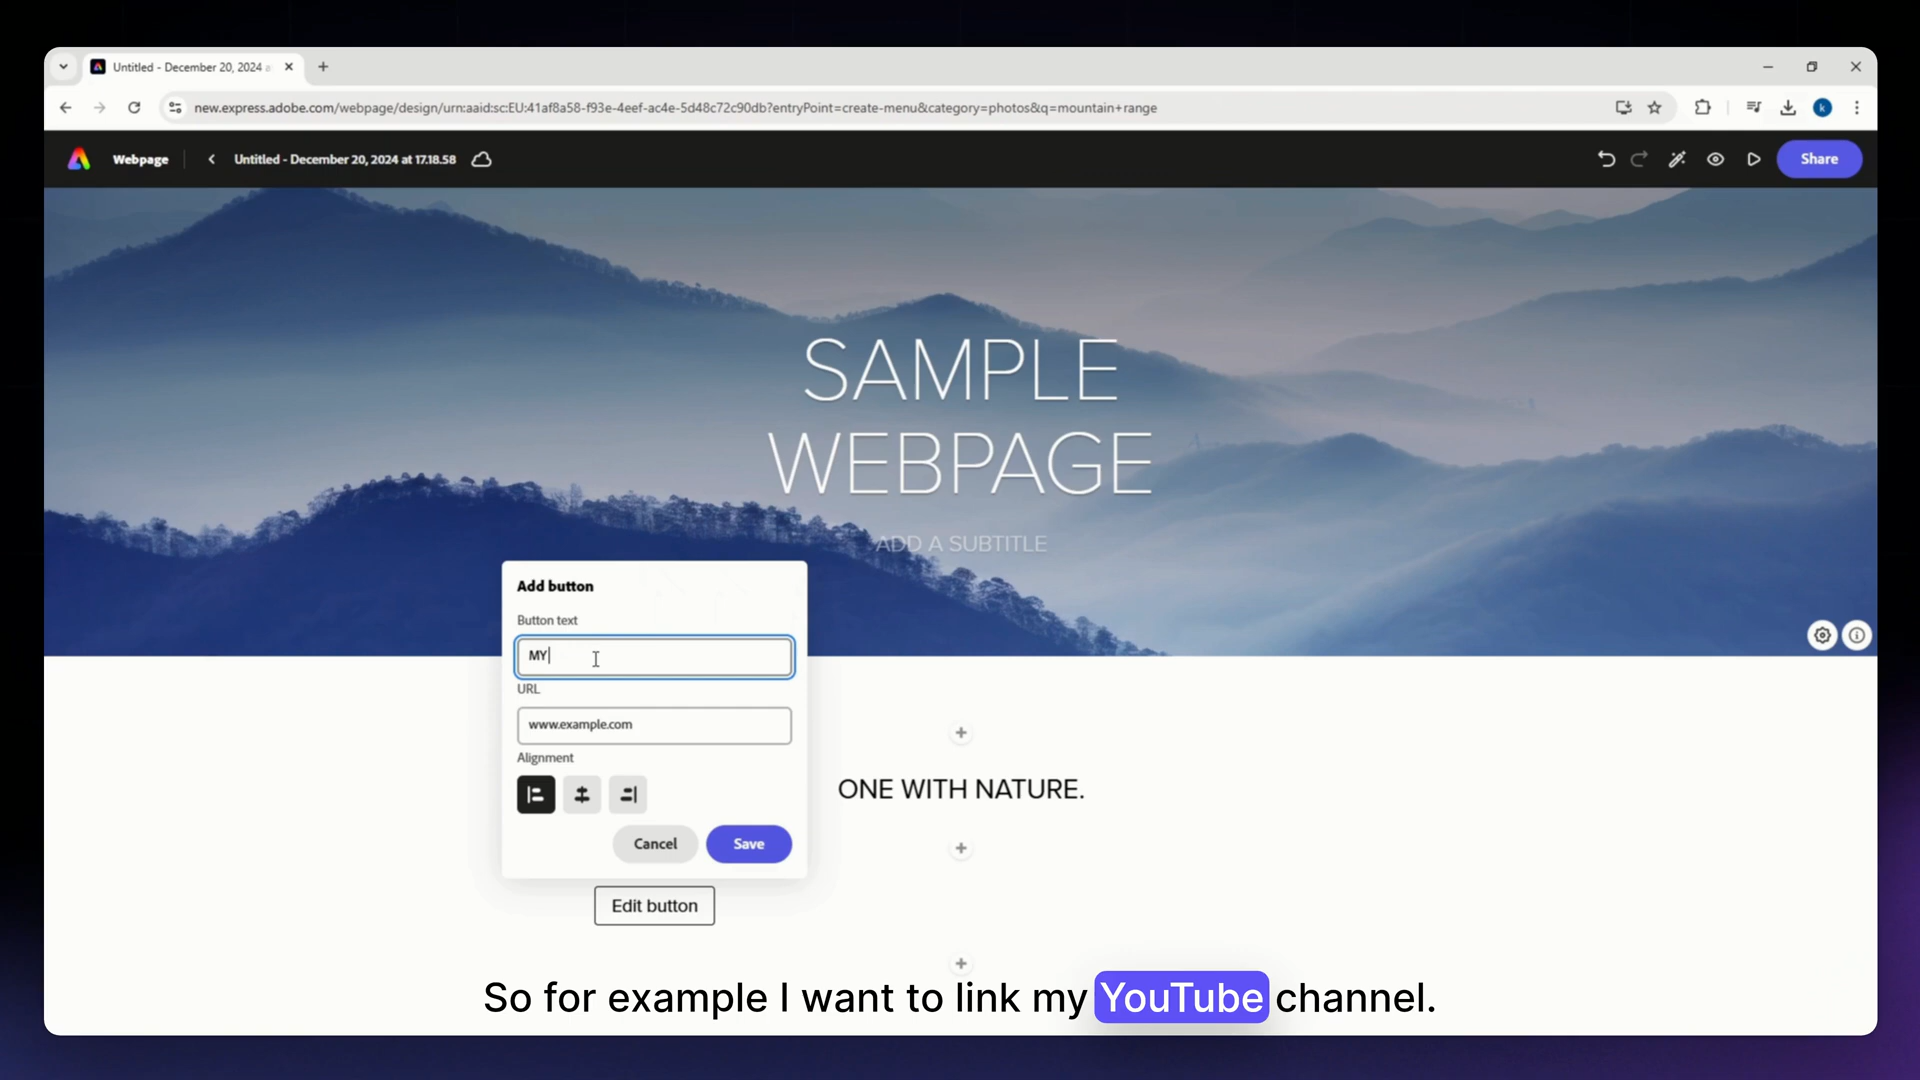 Untitled - December 20, 2024 a
new.express.adobe.com/webpage/design/urn:aaid:sc:EU:41af8a58-f93e-4eef-ac4e-5d48c72c90db?entryPoint=create-menu&category=photos&q=mountain+range
k
Webpage
Untitled - December 20, 2024 at 17.18.58
Share
SAMPLE
WEBPAGE
ADD A SUBTITLE
Add button
Button text
MY
URL
www.example.com
Alignment
ONE WITH NATURE.
Cancel
Save
Edit button
So for example I want to link my YouTube channel.